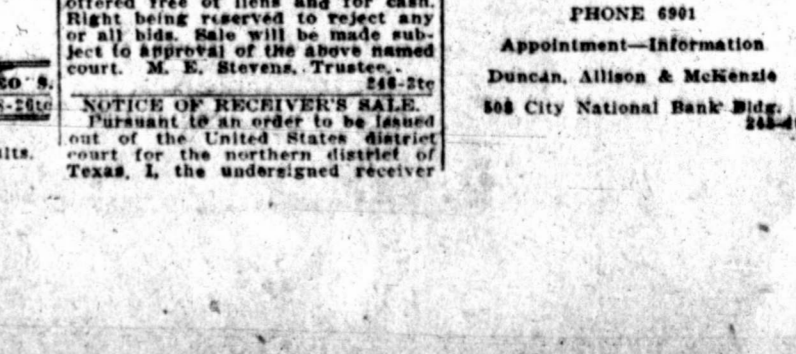 offered free of liens and for cash.
Right being reserved to reject any
or all bids. Sale will be made sub-
ject to approval of the above named
court. M. E. Stevens, Trustee.
246-2tc
NOTICE OF RECEIVER'S SALE.
Pursuant to an order to be issued
out of the United States district
court for the northern district of
Texas, I, the undersigned receiver
PHONE 6901
Appointment—Information
Duncan, Allison & McKenzie
City National Bank Bldg.